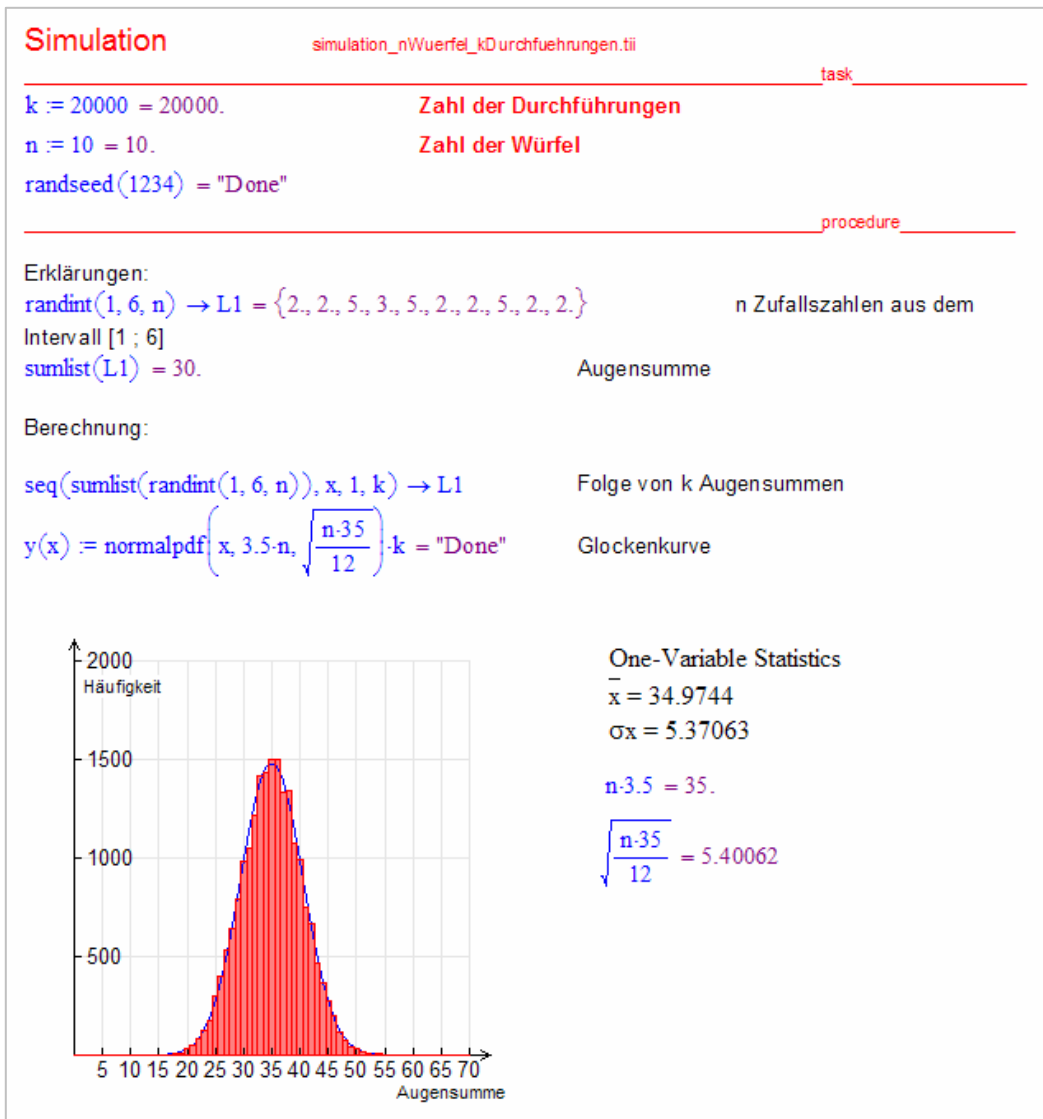 Simulation simulation_nWuerfel_kDurchfuehrungen.tii
task
k := 20000 = 20000. Zahl der Durchführungen
n := 10 = 10. Zahl der Würfel
randseed(1234) = "Done"
procedure
Erklärungen:
randint(1, 6, n) → L1 = {2., 2., 5., 3., 5., 2., 2., 5., 2., 2.} n Zufallszahlen aus dem
Intervall [1 ; 6]
sumlist(L1) = 30. Augensumme
Berechnung:
seq(sumlist(randint(1, 6, n)), x, 1, k) → L1 Folge von k Augensummen
y(x) := normalpdf(x, 3.5·n, √(n·35/12))·k = "Done" Glockenkurve
2000
Häufigkeit
1500
1000
500
5 10 15 20 25 30 35 40 45 50 55 60 65 70
Augensumme
One-Variable Statistics
x̅ = 34.9744
σx = 5.37063
n·3.5 = 35.
√(n·35/12) = 5.40062